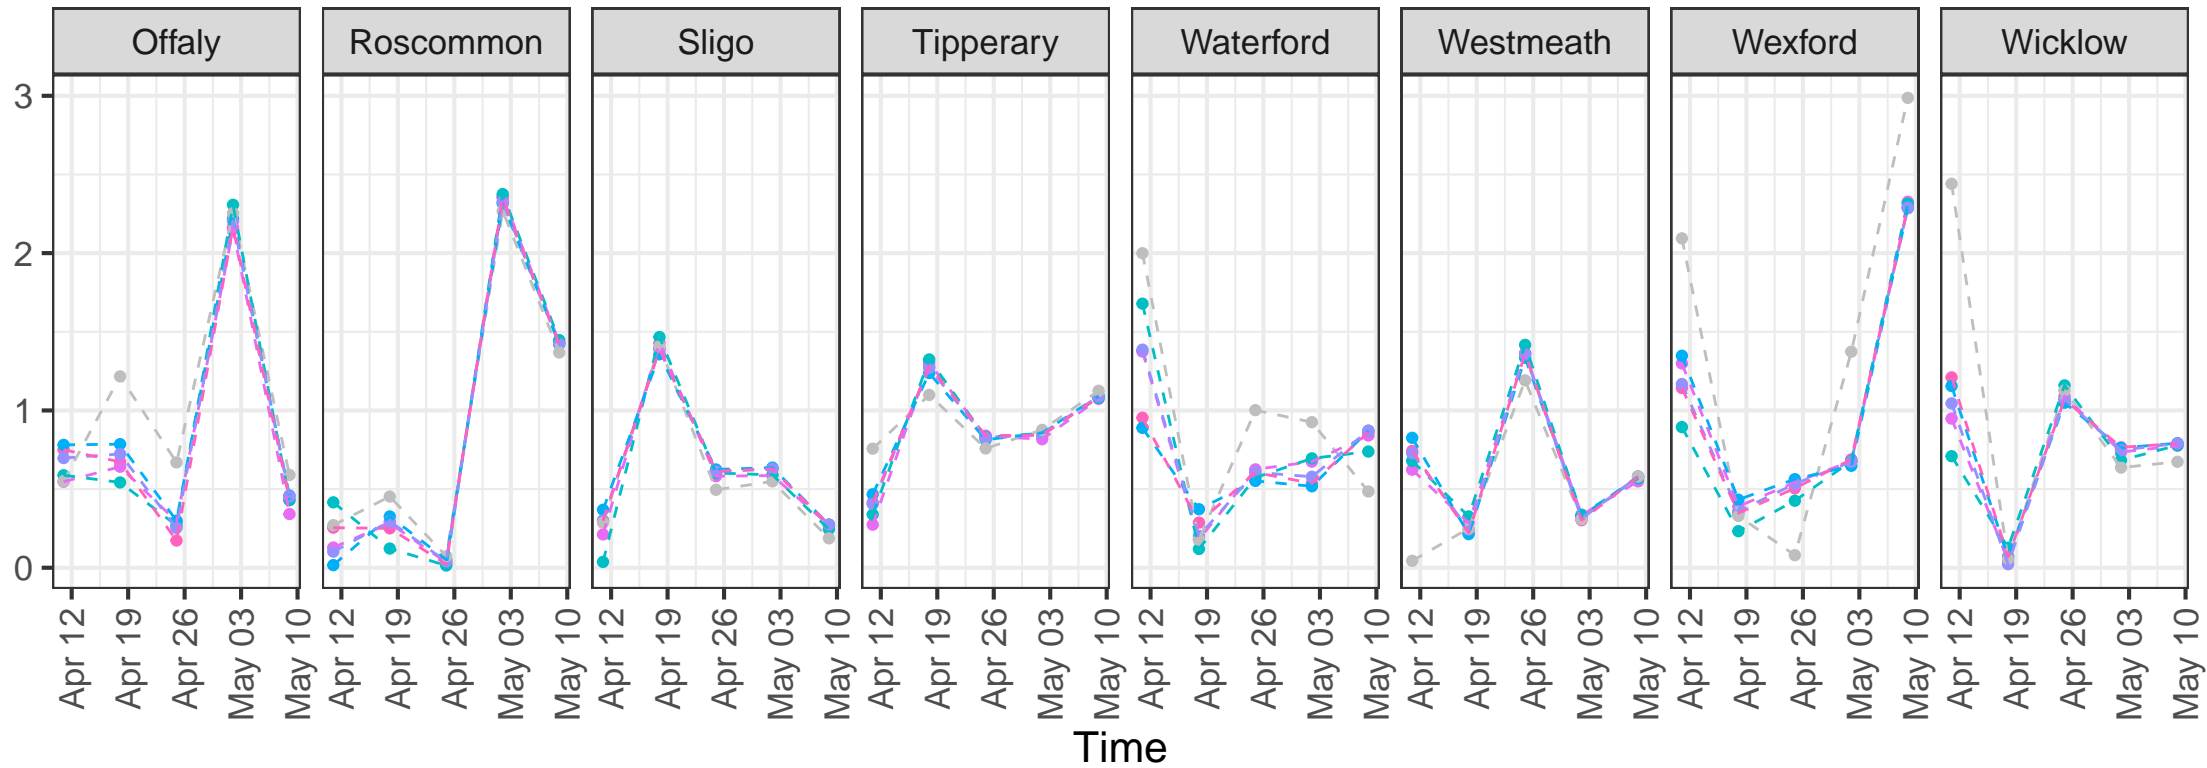 Offaly Roscommon Sligo Tipperary Waterford Westmeath Wexford Wicklow
3
2
1
0
Apr 12 Apr 19 Apr 26 May 03 May 10 Apr 12 Apr 19 Apr 26 May 03 May 10 Apr 12 Apr 19 Apr 26 May 03 May 10 Apr 12 Apr 19 Apr 26 May 03 May 10 Apr 12 Apr 19 Apr 26 May 03 May 10 Apr 12 Apr 19 Apr 26 May 03 May 10 Apr 12 Apr 19 Apr 26 May 03 May 10 Apr 12 Apr 19 Apr 26 May 03 May 10
Time